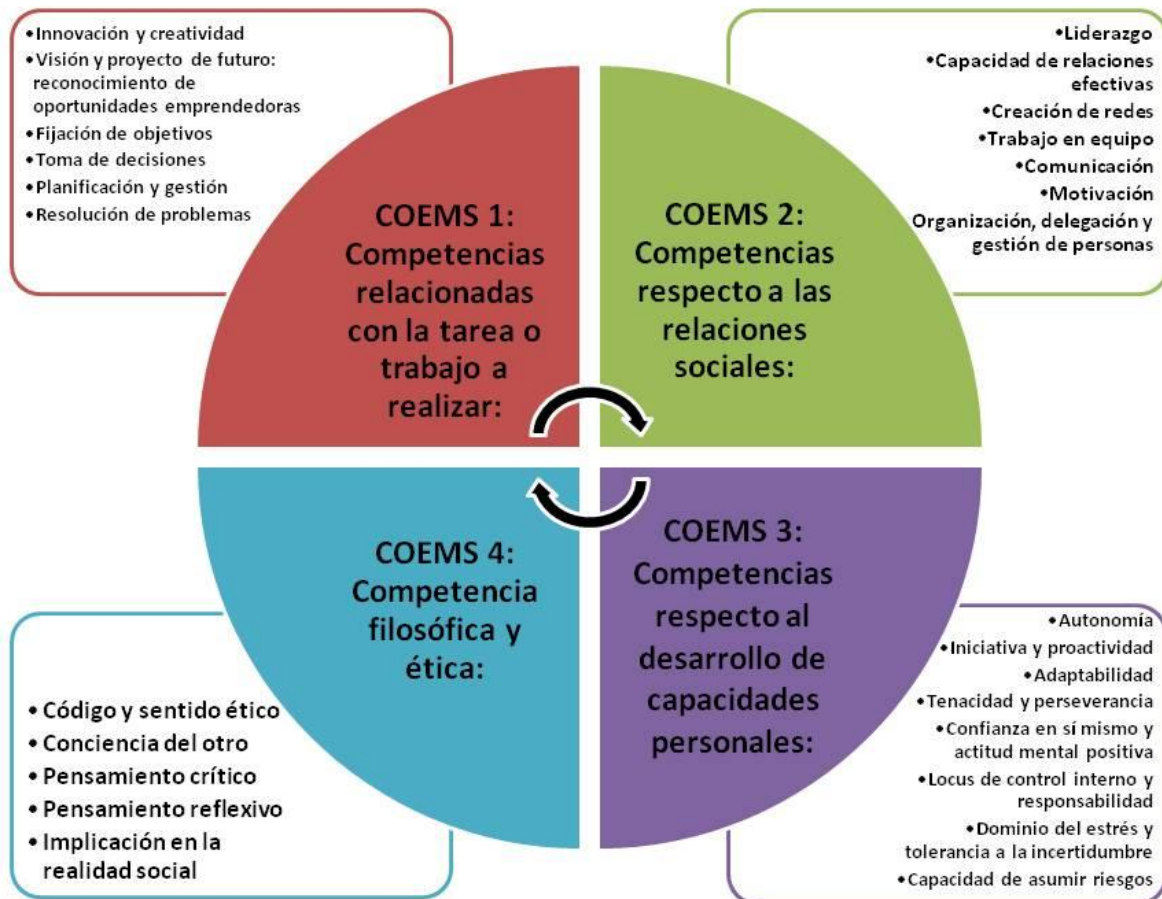 •Innovación y creatividad
•Visión y proyecto de futuro:
reconocimiento de
oportunidades emprendedoras
•Fijación de objetivos
•Toma de decisiones
•Planificación y gestión
•Resolución de problemas
COEMS 1:
Competencias
relacionadas
con la tarea o
trabajo a
realizar:
•Liderazgo
•Capacidad de relaciones
efectivas
•Creación de redes
•Trabajo en equipo
•Comunicación
•Motivación
Organización, delegación y
gestión de personas
COEMS 2:
Competencias
respecto a las
relaciones
sociales:
COEMS 4:
Competencia
filosófica y
ética:
• Código y sentido ético
• Conciencia del otro
• Pensamiento crítico
• Pensamiento reflexivo
• Implicación en la
realidad social
COEMS 3:
Competencias
respecto al
desarrollo de
capacidades
personales:
•Autonomía
•Iniciativa y proactividad
•Adaptabilidad
•Tenacidad y perseverancia
•Confianza en sí mismo y
actitud mental positiva
•Locus de control interno y
responsabilidad
•Dominio del estrés y
tolerancia a la incertidumbre
•Capacidad de asumir riesgos